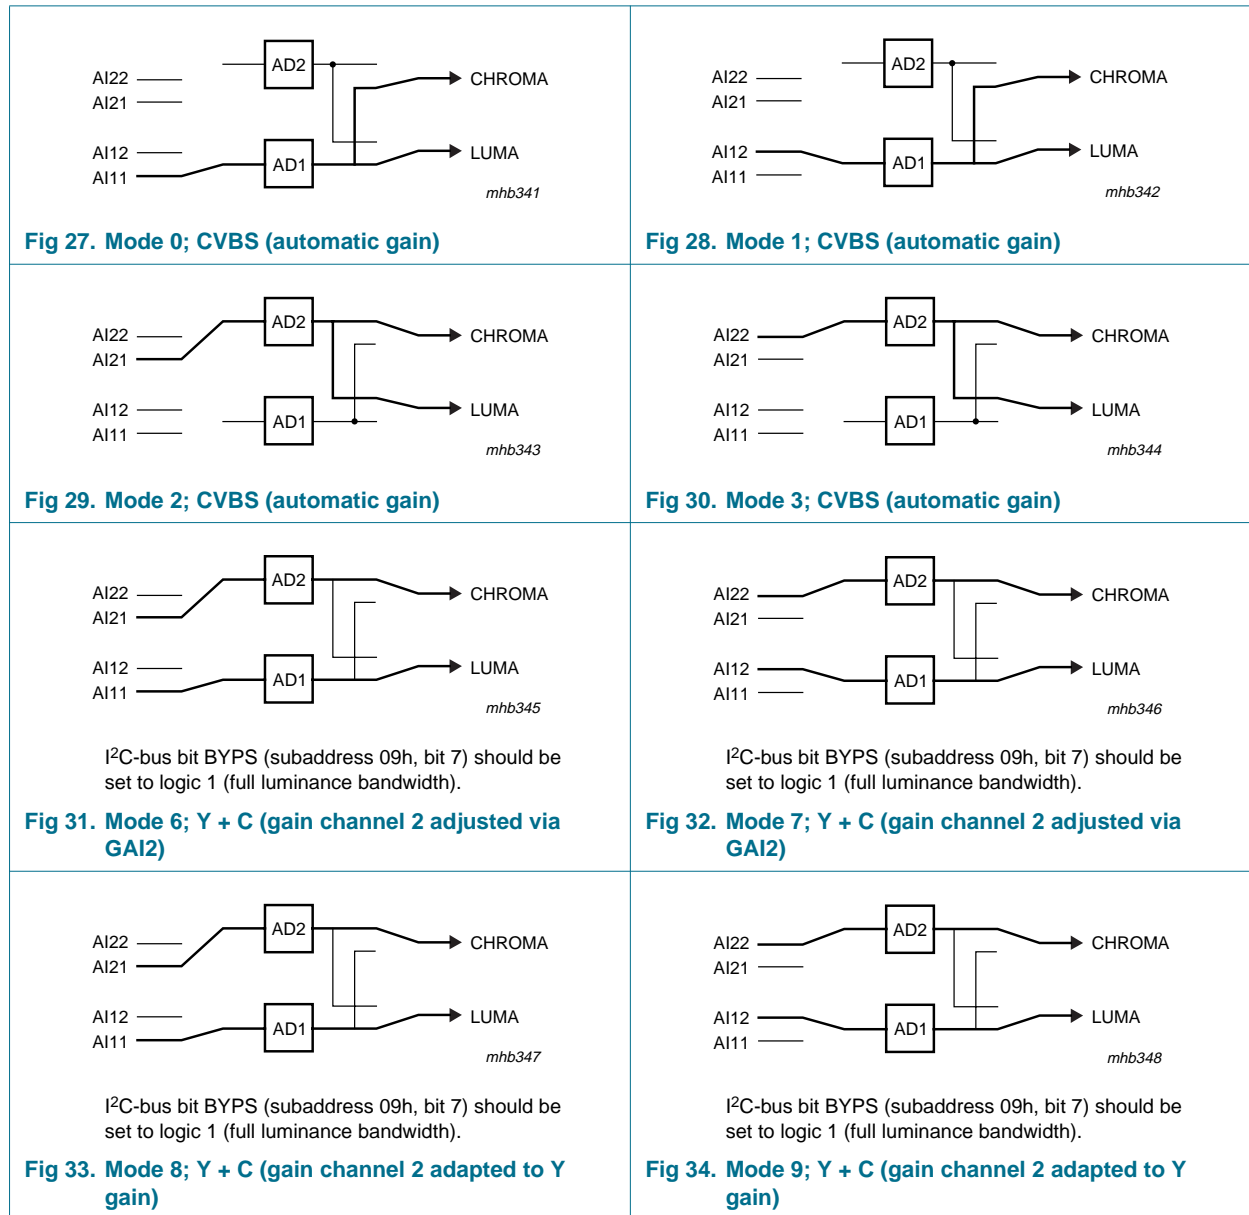 AD2
AI22
CHROMA
AI21
AI12
LUMA
AD1
AI11
mhb341
Fig 27. Mode 0; CVBS (automatic gain)
AD2
AI22
CHROMA
AI21
AI12
LUMA
AD1
AI11
mhb342
Fig 28. Mode 1; CVBS (automatic gain)
AD2
AI22
CHROMA
AI21
AI12
LUMA
AD1
AI11
mhb343
Fig 29. Mode 2; CVBS (automatic gain)
AD2
AI22
CHROMA
AI21
AI12
LUMA
AD1
AI11
mhb344
Fig 30. Mode 3; CVBS (automatic gain)
AD2
AI22
CHROMA
AI21
AI12
LUMA
AD1
AI11
mhb345
I2C-bus bit BYPS (subaddress 09h, bit 7) should be
set to logic 1 (full luminance bandwidth).
Fig 31. Mode 6; Y + C (gain channel 2 adjusted via
GAI2)
AD2
AI22
CHROMA
AI21
AI12
LUMA
AD1
AI11
mhb346
I2C-bus bit BYPS (subaddress 09h, bit 7) should be
set to logic 1 (full luminance bandwidth).
Fig 32. Mode 7; Y + C (gain channel 2 adjusted via
GAI2)
AD2
AI22
CHROMA
AI21
AI12
LUMA
AD1
AI11
mhb347
I2C-bus bit BYPS (subaddress 09h, bit 7) should be
set to logic 1 (full luminance bandwidth).
Fig 33. Mode 8; Y + C (gain channel 2 adapted to Y
gain)
AD2
AI22
CHROMA
AI21
AI12
LUMA
AD1
AI11
mhb348
I2C-bus bit BYPS (subaddress 09h, bit 7) should be
set to logic 1 (full luminance bandwidth).
Fig 34. Mode 9; Y + C (gain channel 2 adapted to Y
gain)